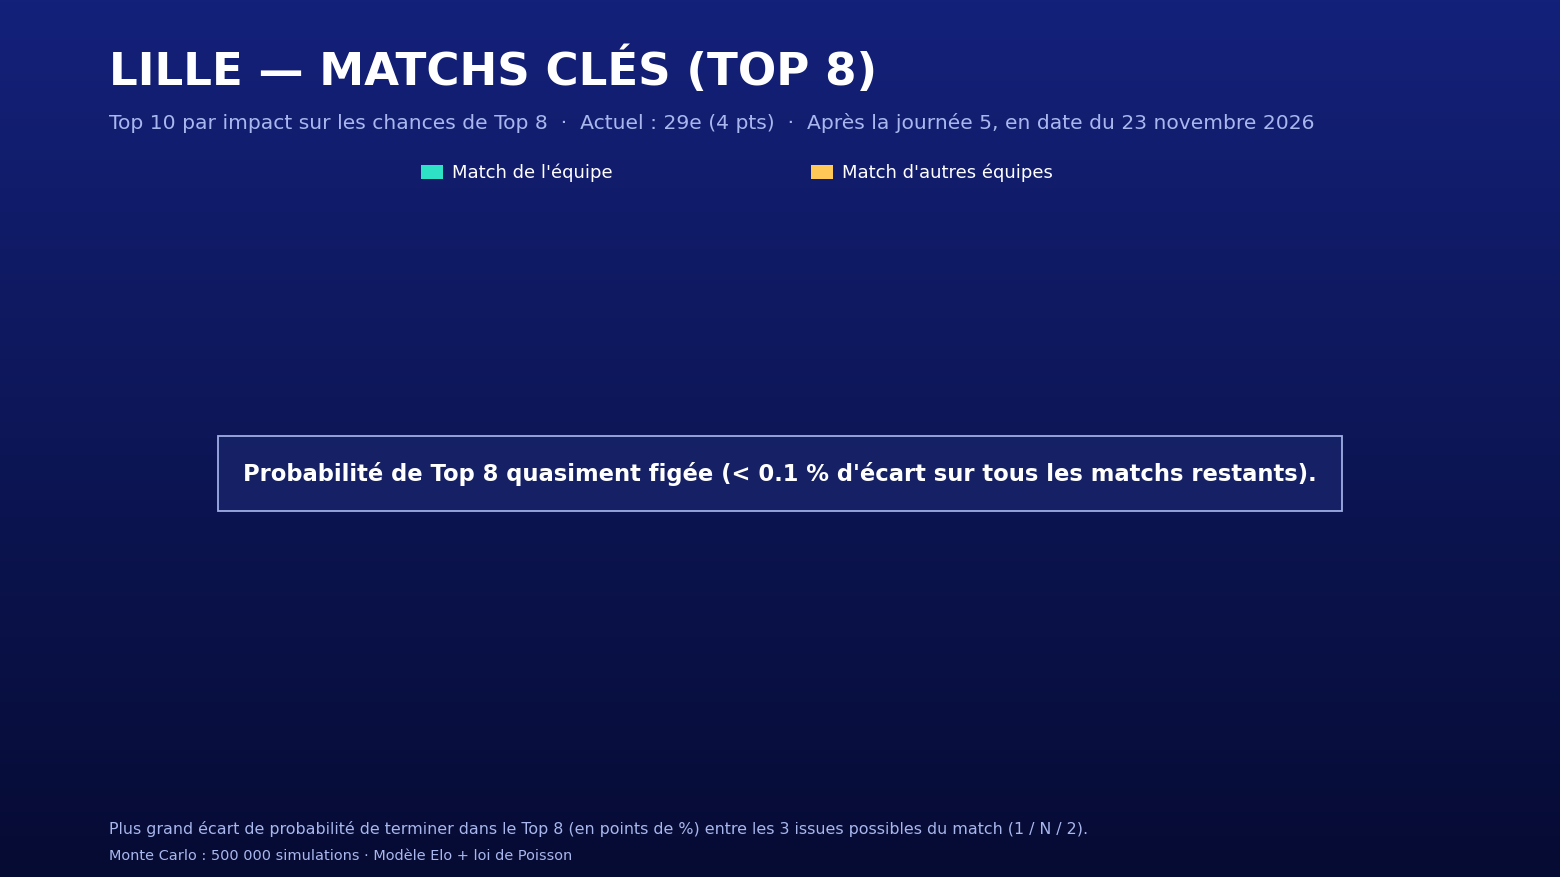 LILLE — MATCHS CLÉS (TOP 8)
Top 10 par impact sur les chances de Top 8  ·  Actuel : 29e (4 pts)  ·  Après la journée 5, en date du 23 novembre 2026
Match de l'équipe
Match d'autres équipes
Probabilité de Top 8 quasiment figée (< 0.1 % d'écart sur tous les matchs restants).
Plus grand écart de probabilité de terminer dans le Top 8 (en points de %) entre les 3 issues possibles du match (1 / N / 2).
Monte Carlo : 500 000 simulations · Modèle Elo + loi de Poisson